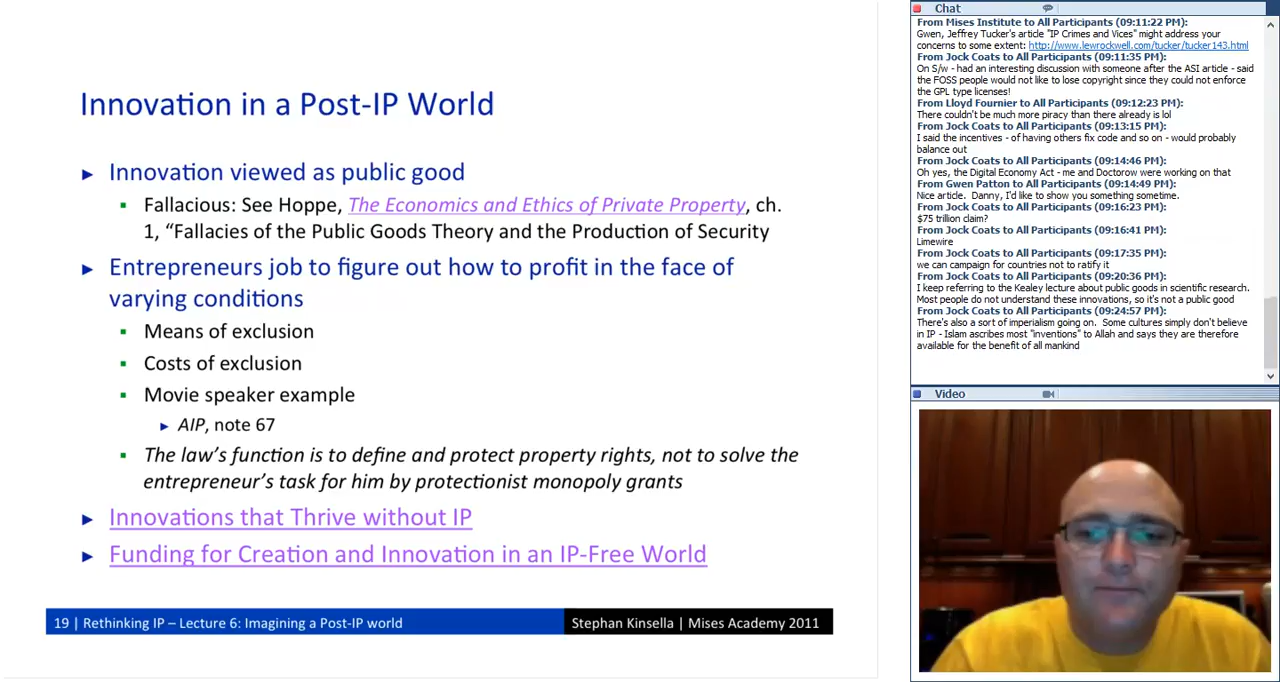 Innovation in a Post-IP World
► Innovation viewed as public good
▪ Fallacious: See Hoppe, The Economics and Ethics of Private Property, ch.
1, “Fallacies of the Public Goods Theory and the Production of Security
► Entrepreneurs job to figure out how to profit in the face of
varying conditions
▪ Means of exclusion
▪ Costs of exclusion
▪ Movie speaker example
► AIP, note 67
▪ The law’s function is to define and protect property rights, not to solve the
entrepreneur’s task for him by protectionist monopoly grants
► Innovations that Thrive without IP
► Funding for Creation and Innovation in an IP-Free World
19 | Rethinking IP – Lecture 6: Imagining a Post-IP world
Stephan Kinsella | Mises Academy 2011
Chat
From Mises Institute to All Participants (09:11:22 PM):
Gwen, Jeffrey Tucker's article "IP Crimes and Vices" might address your
concerns to some extent: http://www.lewrockwell.com/tucker/tucker143.html
From Jock Coats to All Participants (09:11:35 PM):
On S/w - had an interesting discussion with someone after the ASI article - said
the FOSS people would not like to lose copyright since they could not enforce
the GPL type licenses!
From Lloyd Fournier to All Participants (09:12:23 PM):
There couldn't be much more piracy than there already is lol
From Jock Coats to All Participants (09:13:15 PM):
I said the incentives - of having others fix code and so on - would probably
balance out
From Jock Coats to All Participants (09:14:46 PM):
Oh yes, the Digital Economy Act - me and Doctorow were working on that
From Gwen Patton to All Participants (09:14:49 PM):
Nice article.  Danny, I'd like to show you something sometime.
From Jock Coats to All Participants (09:16:23 PM):
$75 trillion claim?
From Jock Coats to All Participants (09:16:41 PM):
Limewire
From Jock Coats to All Participants (09:17:35 PM):
we can campaign for countries not to ratify it
From Jock Coats to All Participants (09:20:36 PM):
I keep referring to the Kealey lecture about public goods in scientific research.
Most people do not understand these innovations, so it's not a public good
From Jock Coats to All Participants (09:24:57 PM):
There's also a sort of imperialism going on.  Some cultures simply don't believe
in IP - Islam ascribes most "inventions" to Allah and says they are therefore
available for the benefit of all mankind
Video